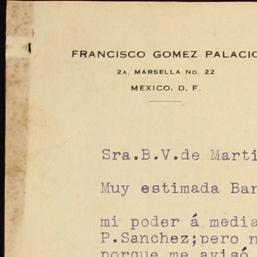 FRANCISCO GOMEZ PALACIO
2A. MARSELLA NO. 22
MEXICO, D. F.
Sra.B.V.de Marti
Muy estimada Bar
mi poder á media
P.Sanchez;pero n
porque me avisó